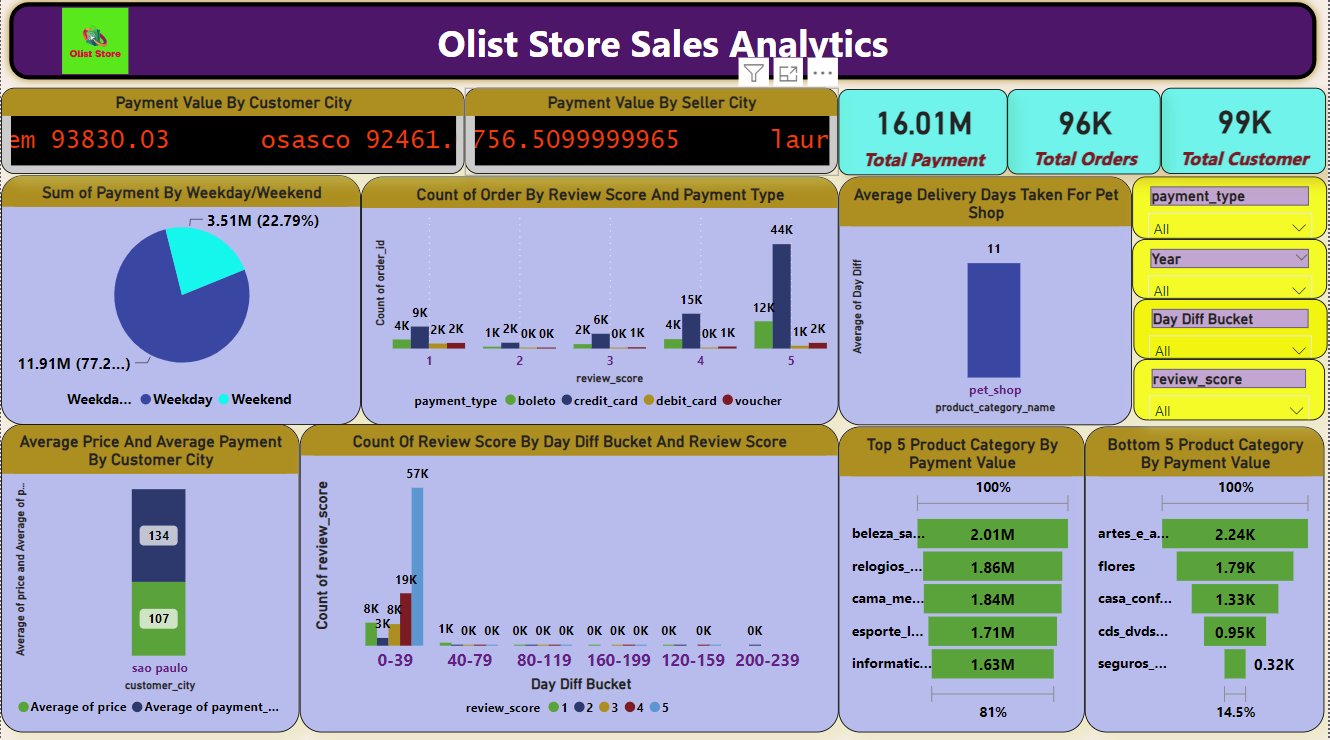 Olist Store Sales Analytics
Olist Store
Payment Value By Customer City
em 93830.03 osasco 92461.
Payment Value By Seller City
756.5099999965 laur
16.01M
Total Payment
96K
Total Orders
99K
Total Customer
Sum of Payment By Weekday/Weekend
3.51M (22.79%)
11.91M (77.2...)
Weekda... Weekday Weekend
Count of Order By Review Score And Payment Type
Count of order_id
4K 9K 2K 2K
1K 2K 0K 0K
2K 6K 0K 1K
4K 15K 0K 1K
12K 44K 1K 2K
1 2 3 4 5
review_score
payment_type boleto credit_card debit_card voucher
Average Delivery Days Taken For Pet
Shop
Average of Day Diff
11
pet_shop
product_category_name
payment_type
All
Year
All
Day Diff Bucket
All
review_score
All
Average Price And Average Payment
By Customer City
Average of price and Average of p...
134
107
sao paulo
customer_city
Average of price Average of payment_...
Count Of Review Score By Day Diff Bucket And Review Score
Count of review_score
8K 3K 8K 19K 57K
1K 0K 0K
0K 0K 0K
0K 0K 0K
0K 0K
0K
0-39 40-79 80-119 160-199 120-159 200-239
Day Diff Bucket
review_score 1 2 3 4 5
Top 5 Product Category By
Payment Value
100%
beleza_sa... 2.01M
relogios_... 1.86M
cama_me... 1.84M
esporte_l... 1.71M
informatic... 1.63M
81%
Bottom 5 Product Category
By Payment Value
100%
artes_e_a... 2.24K
flores 1.79K
casa_conf... 1.33K
cds_dvds... 0.95K
seguros_... 0.32K
14.5%